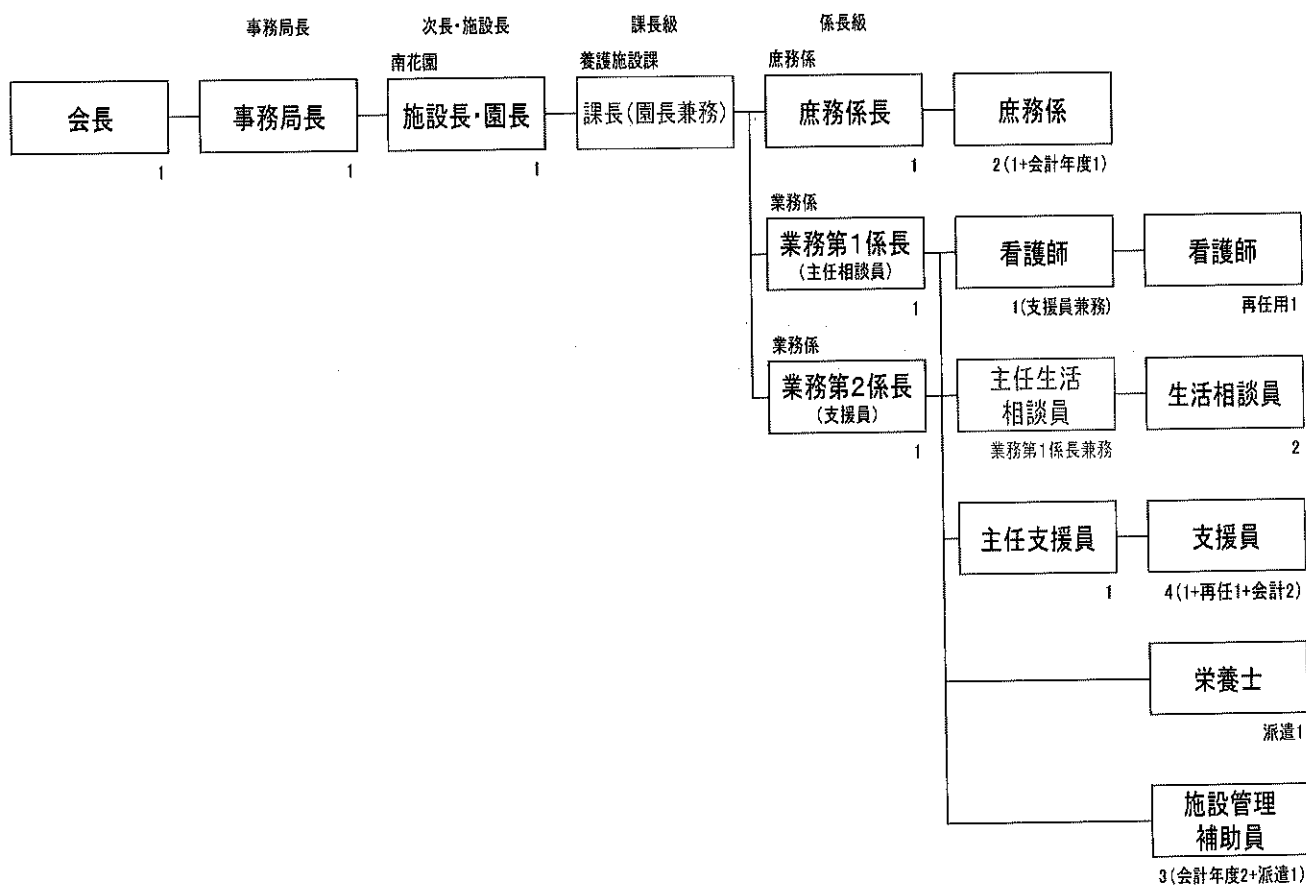 事務局長
次長・施設長
課長級
係長級
南花園
養護施設課
庶務係
会長
事務局長
施設長・園長
課長(園長兼務)
庶務係長
庶務係
1
1
1
1
2(1+会計年度1)
業務係
業務第1係長
(主任相談員)
看護師
看護師
1
1(支援員兼務)
再任用1
業務係
業務第2係長
(支援員)
主任生活
相談員
生活相談員
1
業務第1係長兼務
2
主任支援員
支援員
1
4(1+再任1+会計2)
栄養士
派遣1
施設管理
補助員
3(会計年度2+派遣1)